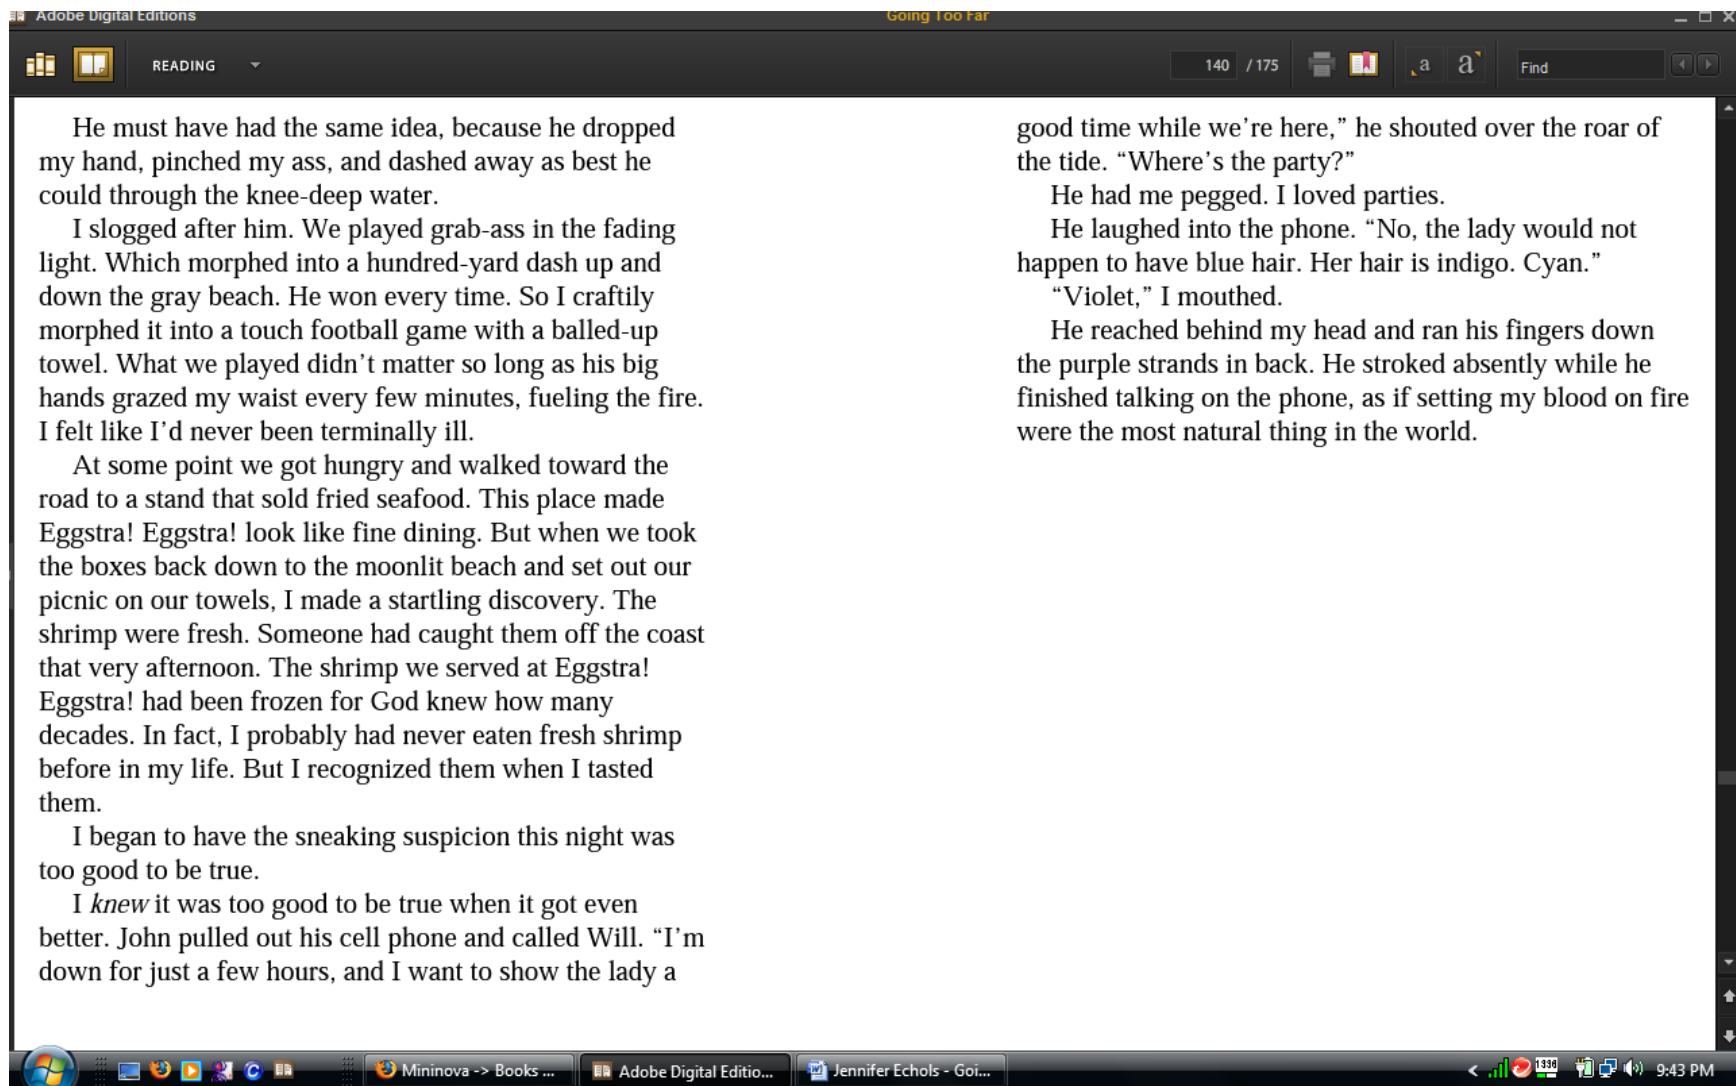 Adobe Digital Editions
Going Too Far
READING
140 / 175
a
a
Find
He must have had the same idea, because he dropped
my hand, pinched my ass, and dashed away as best he
could through the knee-deep water.
I slogged after him. We played grab-ass in the fading
light. Which morphed into a hundred-yard dash up and
down the gray beach. He won every time. So I craftily
morphed it into a touch football game with a balled-up
towel. What we played didn’t matter so long as his big
hands grazed my waist every few minutes, fueling the fire.
I felt like I’d never been terminally ill.
At some point we got hungry and walked toward the
road to a stand that sold fried seafood. This place made
Eggstra! Eggstra! look like fine dining. But when we took
the boxes back down to the moonlit beach and set out our
picnic on our towels, I made a startling discovery. The
shrimp were fresh. Someone had caught them off the coast
that very afternoon. The shrimp we served at Eggstra!
Eggstra! had been frozen for God knew how many
decades. In fact, I probably had never eaten fresh shrimp
before in my life. But I recognized them when I tasted
them.
I began to have the sneaking suspicion this night was
too good to be true.
I knew it was too good to be true when it got even
better. John pulled out his cell phone and called Will. “I’m
down for just a few hours, and I want to show the lady a
good time while we’re here,” he shouted over the roar of
the tide. “Where’s the party?”
He had me pegged. I loved parties.
He laughed into the phone. “No, the lady would not
happen to have blue hair. Her hair is indigo. Cyan.”
“Violet,” I mouthed.
He reached behind my head and ran his fingers down
the purple strands in back. He stroked absently while he
finished talking on the phone, as if setting my blood on fire
were the most natural thing in the world.
Mininova -> Books ...
Adobe Digital Editio...
Jennifer Echols - Goi...
9:43 PM